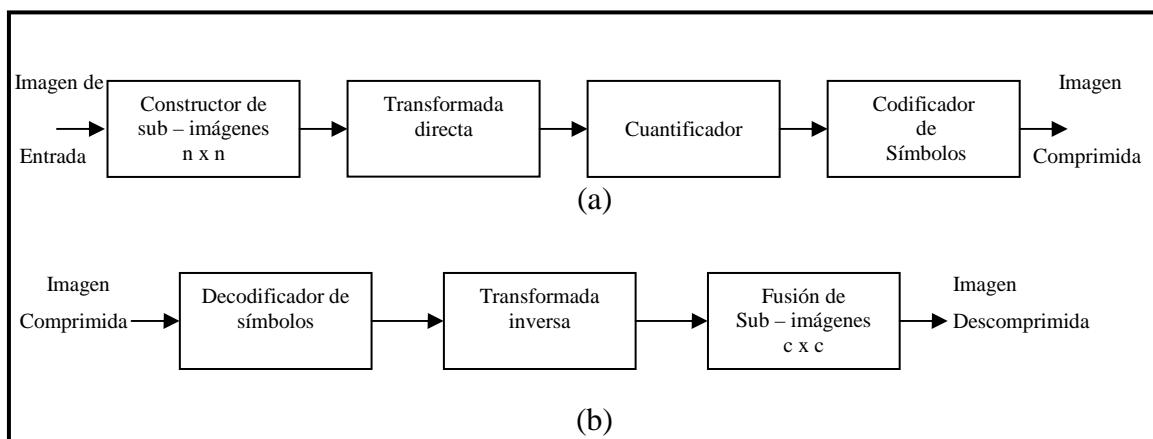 Imagen de
Entrada
Constructor de
sub – imágenes
n x n
Transformada
directa
Cuantificador
Codificador
de
Símbolos
Imagen
Comprimida
(a)
Imagen
Comprimida
Decodificador de
símbolos
Transformada
inversa
Fusión de
Sub – imágenes
c x c
Imagen
Descomprimida
(b)